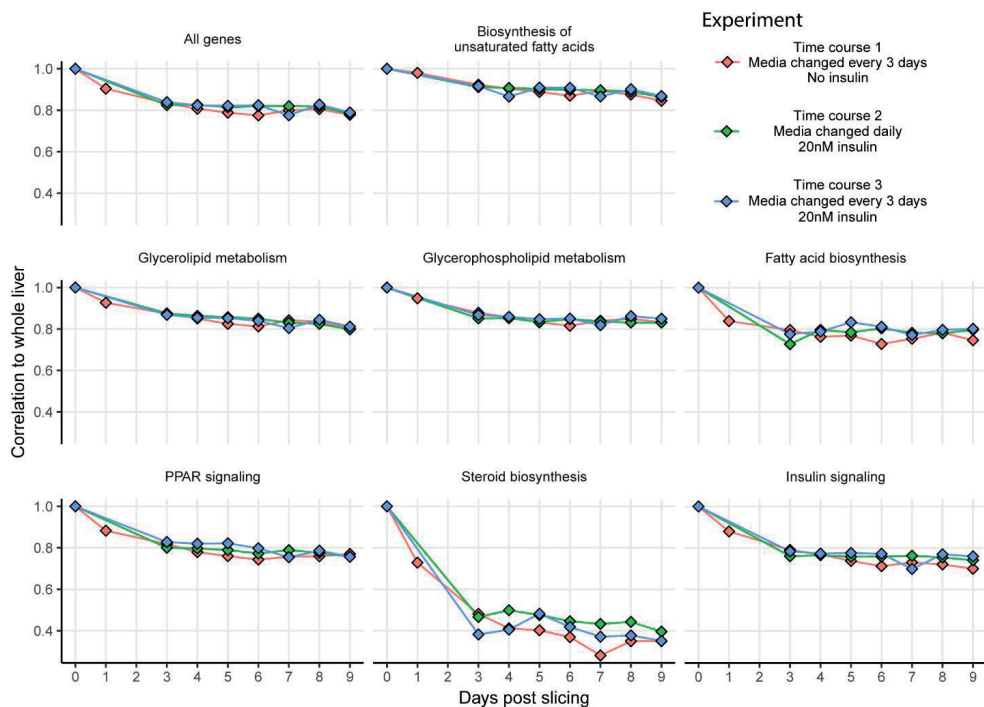 All genes
Biosynthesis of
unsaturated fatty acids
Experiment
Time course 1
Media changed every 3 days
No insulin
Time course 2
Media changed daily
20nM insulin
Time course 3
Media changed every 3 days
20nM insulin
1.0
0.8
0.6
0.4
Glycerolipid metabolism
Glycerophospholipid metabolism
Fatty acid biosynthesis
1.0
0.8
0.6
0.4
Correlation to whole liver
PPAR signaling
Steroid biosynthesis
Insulin signaling
1.0
0.8
0.6
0.4
0 1 2 3 4 5 6 7 8 9
0 1 2 3 4 5 6 7 8 9
0 1 2 3 4 5 6 7 8 9
Days post slicing